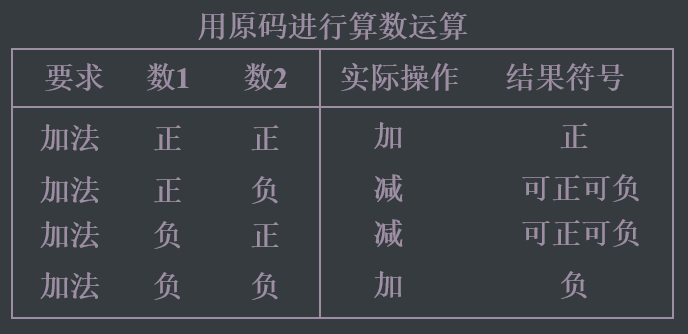 用原码进行算数运算
要求 数1 数2 实际操作 结果符号
加法 正 正 加 正
加法 正 负 减 可正可负
加法 负 正 减 可正可负
加法 负 负 加 负